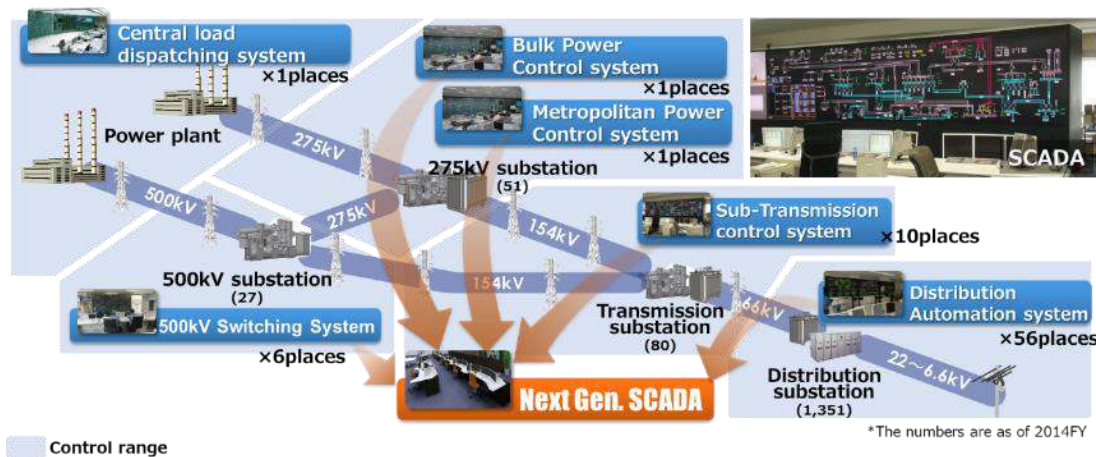 Central load
dispatching system
×1places
Bulk Power
Control system
×1places
Metropolitan Power
Control system
×1places
SCADA
Power plant
275kV
275kV substation
(51)
500kV
275kV
154kV
Sub-Transmission
control system
×10places
500kV substation
(27)
154kV
Transmission
substation
(80)
66kV
Distribution
Automation system
×56places
500kV Switching System
×6places
Next Gen. SCADA
Distribution
substation
(1,351)
22～6.6kV
*The numbers are as of 2014FY
Control range